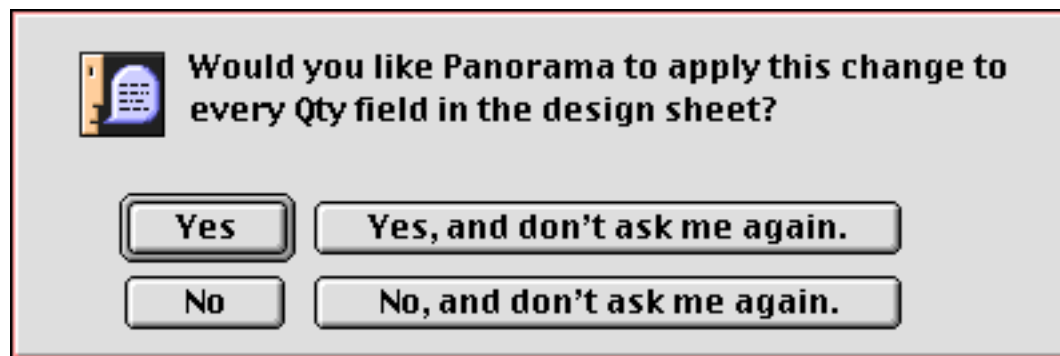 Would you like Panorama to apply this change to
every Qty field in the design sheet?
Yes
Yes, and don't ask me again.
No
No, and don't ask me again.